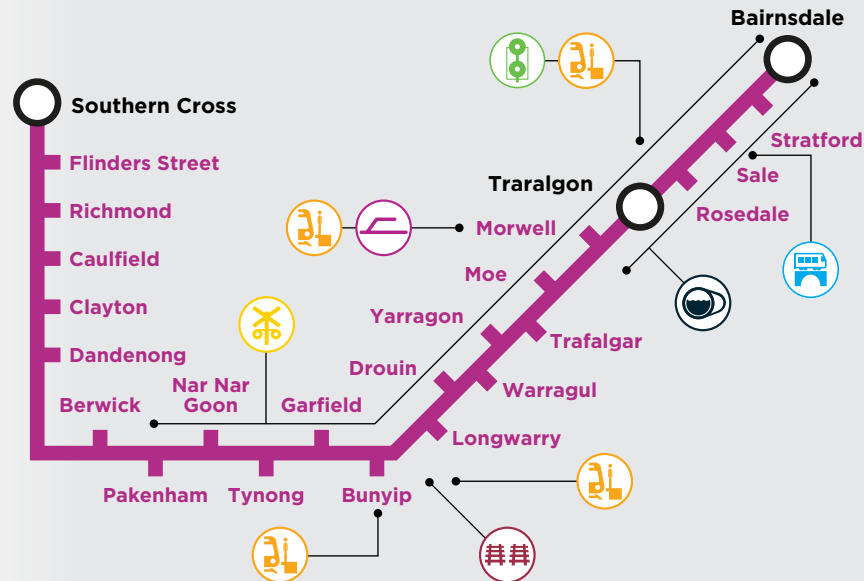 Bairnsdale
Southern Cross
Flinders Street
Stratford
Sale
Traralgon
Richmond
Rosedale
Morwell
Caulfield
Moe
Clayton
Yarragon
Trafalgar
Dandenong
Drouin
Nar Nar
Goon
Berwick
Garfield
Warragul
Longwarry
Pakenham
Tynong
Bunyip